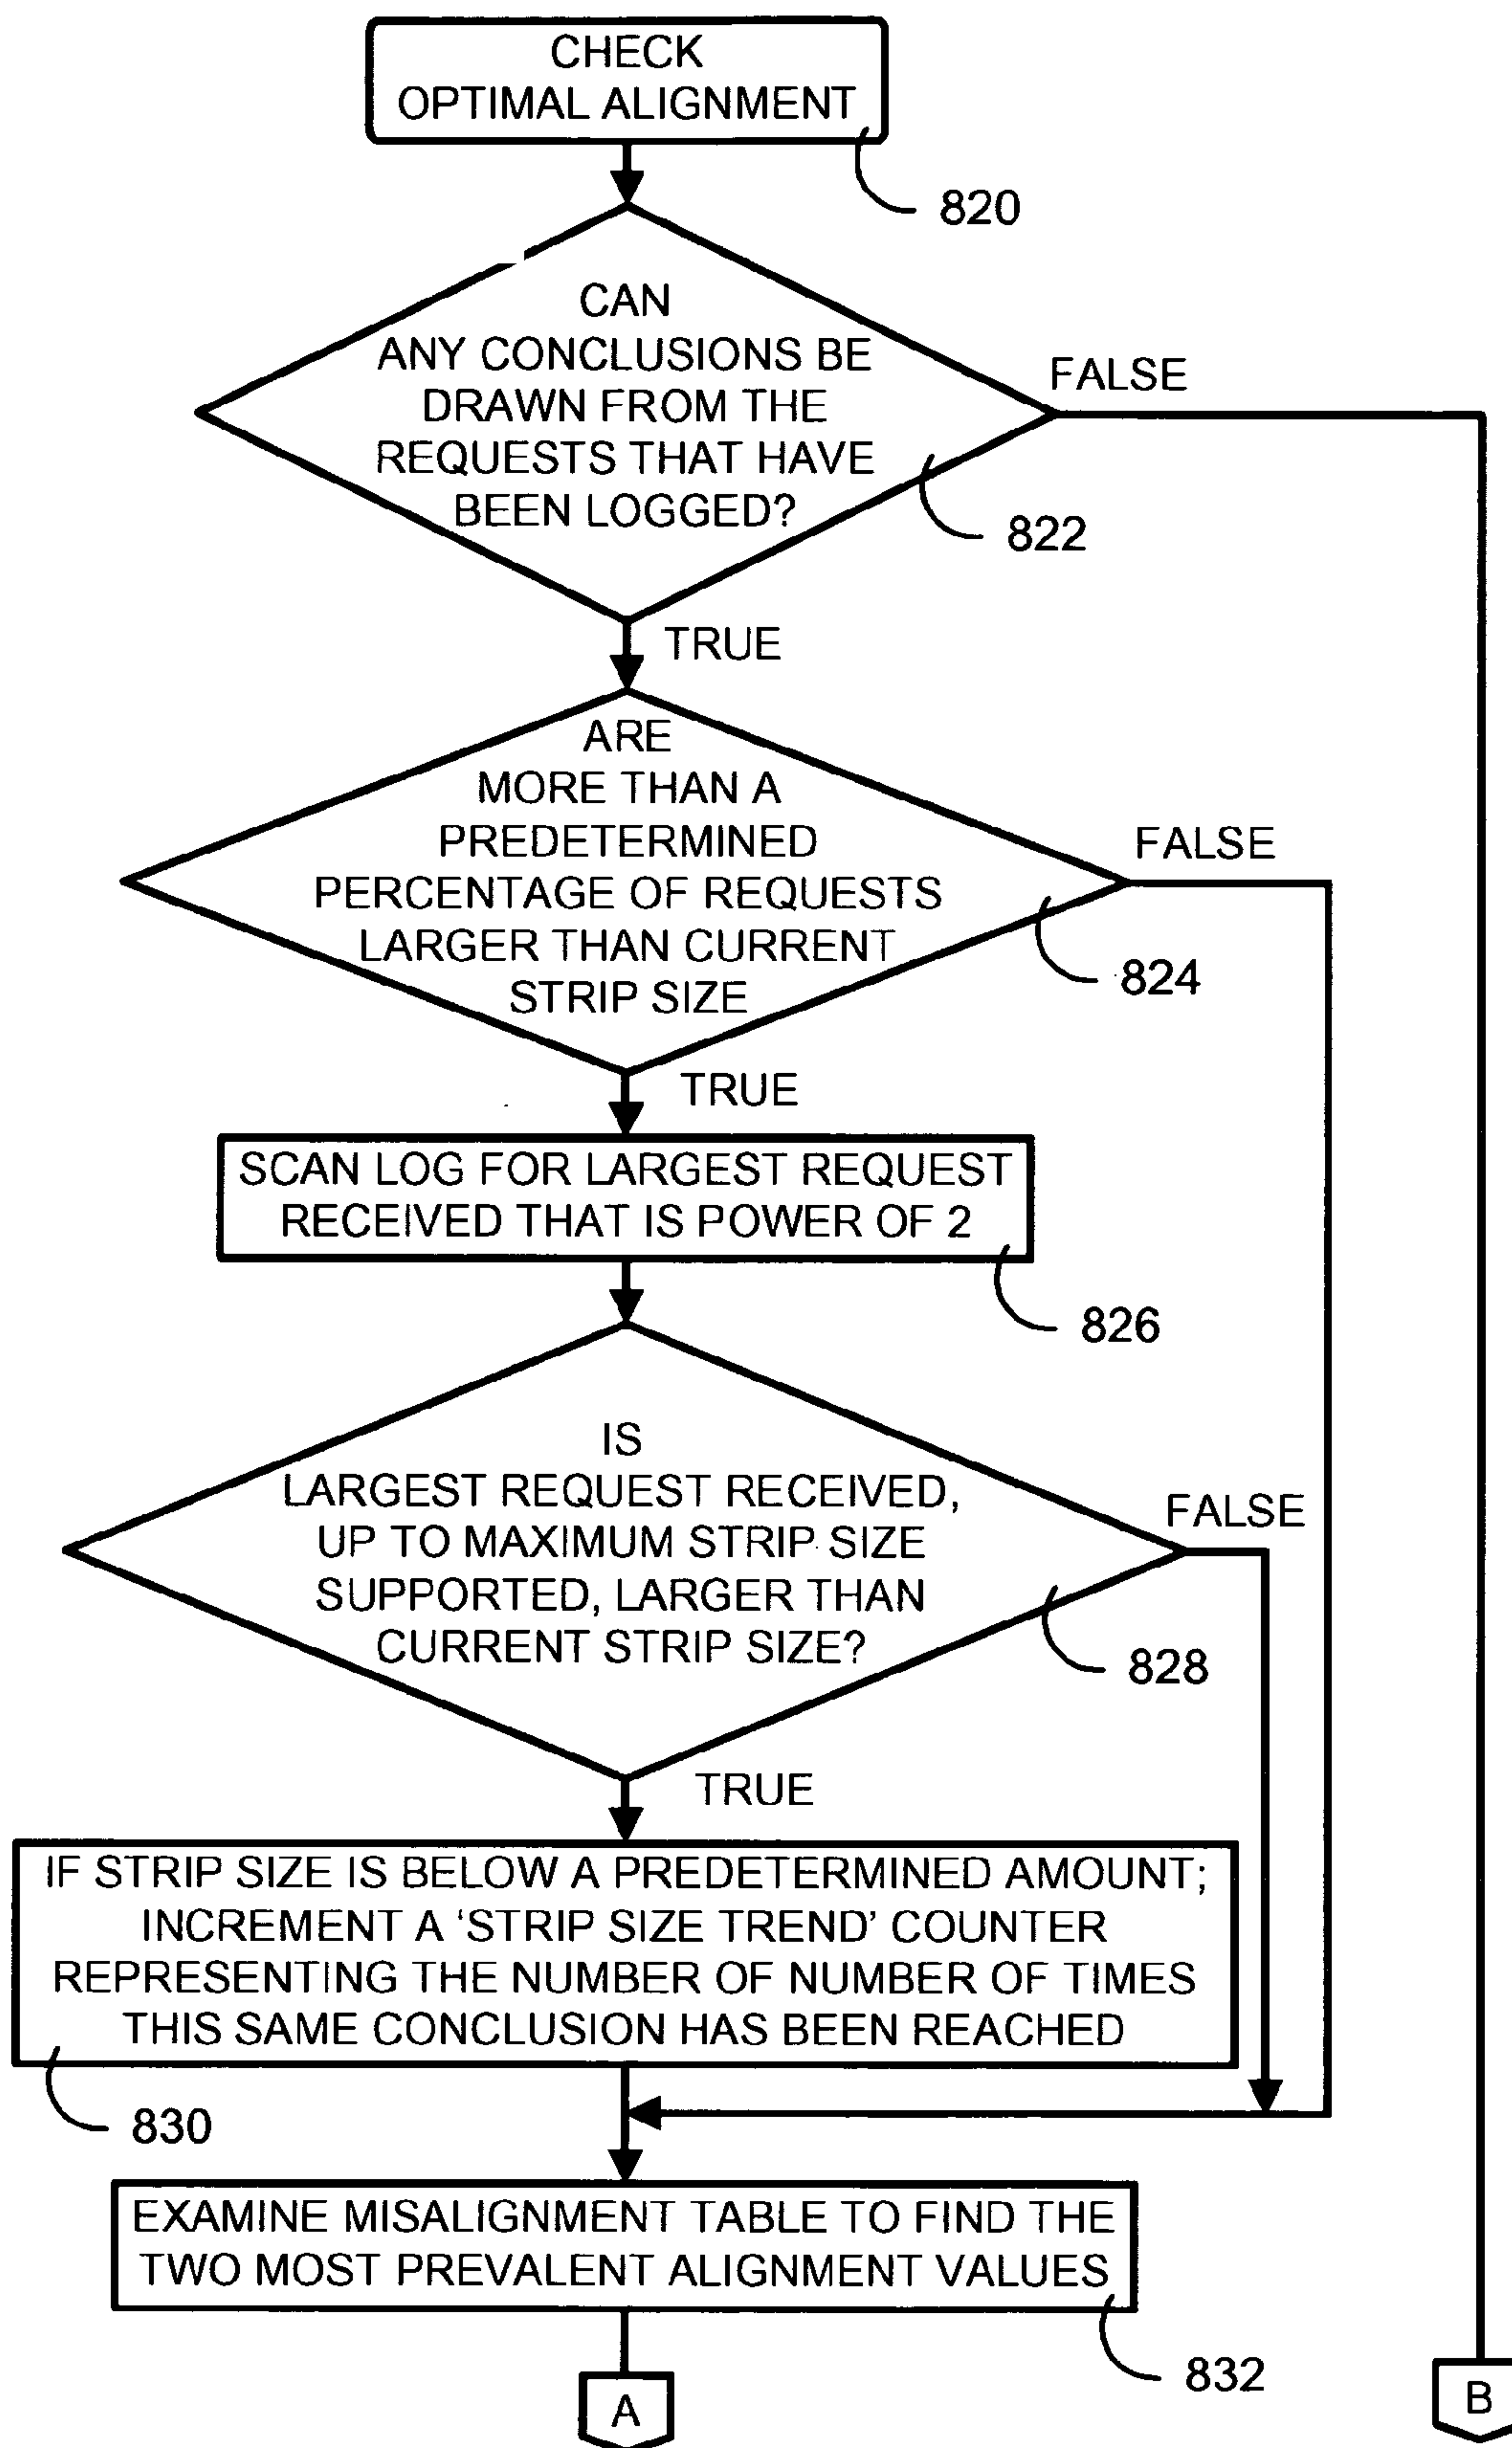 CHECK
OPTIMAL ALIGNMENT
820
CAN
ANY CONCLUSIONS BE
DRAWN FROM THE
REQUESTS THAT HAVE
BEEN LOGGED?
FALSE
822
TRUE
ARE
MORE THAN A
PREDETERMINED
PERCENTAGE OF REQUESTS
LARGER THAN CURRENT
STRIP SIZE
FALSE
824
TRUE
SCAN LOG FOR LARGEST REQUEST
RECEIVED THAT IS POWER OF 2
826
IS
LARGEST REQUEST RECEIVED,
UP TO MAXIMUM STRIP SIZE
SUPPORTED, LARGER THAN
CURRENT STRIP SIZE?
FALSE
828
TRUE
IF STRIP SIZE IS BELOW A PREDETERMINED AMOUNT;
INCREMENT A 'STRIP SIZE TREND' COUNTER
REPRESENTING THE NUMBER OF NUMBER OF TIMES
THIS SAME CONCLUSION HAS BEEN REACHED
830
EXAMINE MISALIGNMENT TABLE TO FIND THE
TWO MOST PREVALENT ALIGNMENT VALUES
832
A
B